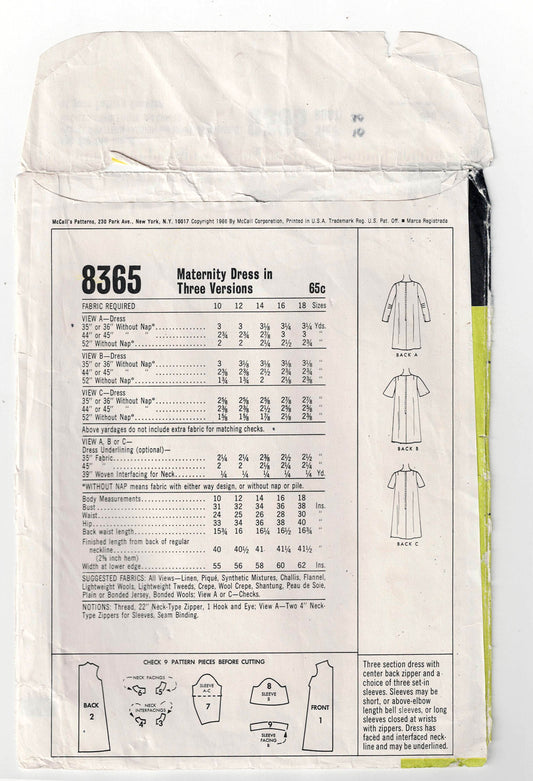 McCall's Patterns, 230 Park Ave., New York, N.Y. 10017 Copyright 1966 By McCall Corporation, Printed in U.S.A. Trademark Reg. U.S. Pat. Off. ■ Marca Registrada
8365 Maternity Dress in
Three Versions 65c
FABRIC REQUIRED 10 12 14 16 18 Sizes
VIEW A—Dress
35" or 36" Without Nap* 3 3 3⅛ 3¼ 3¼ Yds.
44" or 45" " " 2¾ 2¾ 2⅞ 3 3 "
52" Without Nap* 2 2 2¼ 2½ 2¾ "
VIEW B—Dress
35" or 36" Without Nap* 3 3⅛ 3⅛ 3⅛ 3⅛ "
44" or 45" " " 2⅜ 2⅜ 2½ 2¾ 2¾ "
52" Without Nap* 1¾ 1¾ 2 2⅛ 2⅜ "
VIEW C—Dress
35" or 36" Without Nap* 2⅝ 2⅝ 2⅝ 2⅞ 2⅞ "
44" or 45" " " 2⅜ 2⅜ 2½ 2⅝ 2⅝ "
52" Without Nap* 1⅝ 1⅝ 1⅞ 2⅛ 2⅜ "
Above yardages do not include extra fabric for matching checks.
VIEW A, B or C—
Dress Underlining (optional)—
35" Fabric 2¼ 2¼ 2⅜ 2½ 2½ "
45" " 2 2 2⅛ 2¼ 2¼ "
39" Woven Interfacing for Neck ¼ ¼ ¼ ¼ ¼ Yd.
*WITHOUT NAP means fabric with either way design, or without nap or pile.
Body Measurements 10 12 14 16 18
Bust 31 32 34 36 38 Ins.
Waist 24 25 26 28 30 "
Hip 33 34 36 38 40 "
Back waist length 15¾ 16 16¼ 16½ 16¾ "
Finished length from back of regular
neckline 40 40½ 41 41¼ 41½ "
(2⅝ inch hem)
Width at lower edge 55 56 58 60 62 Ins.
SUGGESTED FABRICS: All Views—Linen, Piqué, Synthetic Mixtures, Challis, Flannel,
Lightweight Wools, Lightweight Tweeds, Crepe, Wool Crepe, Shantung, Peau de Soie,
Plain or Bonded Jersey, Bonded Wools; View A or C—Checks.
NOTIONS: Thread, 22" Neck-Type Zipper, 1 Hook and Eye; View A—Two 4" Neck-
Type Zippers for Sleeves, Seam Binding.
BACK A
BACK B
BACK C
CHECK 9 PATTERN PIECES BEFORE CUTTING
BACK
2
NECK FACINGS
6 5
NECK
INTERFACINGS
4 3
SLEEVE
A-C
7
8
SLEEVE
B
9
SLEEVE
FACING
B
FRONT
1
Three section dress with
center back zipper and a
choice of three set-in
sleeves. Sleeves may be
short, or above-elbow
length bell sleeves, or long
sleeves closed at wrists
with zippers. Dress has
faced and interfaced neck-
line and may be underlined.